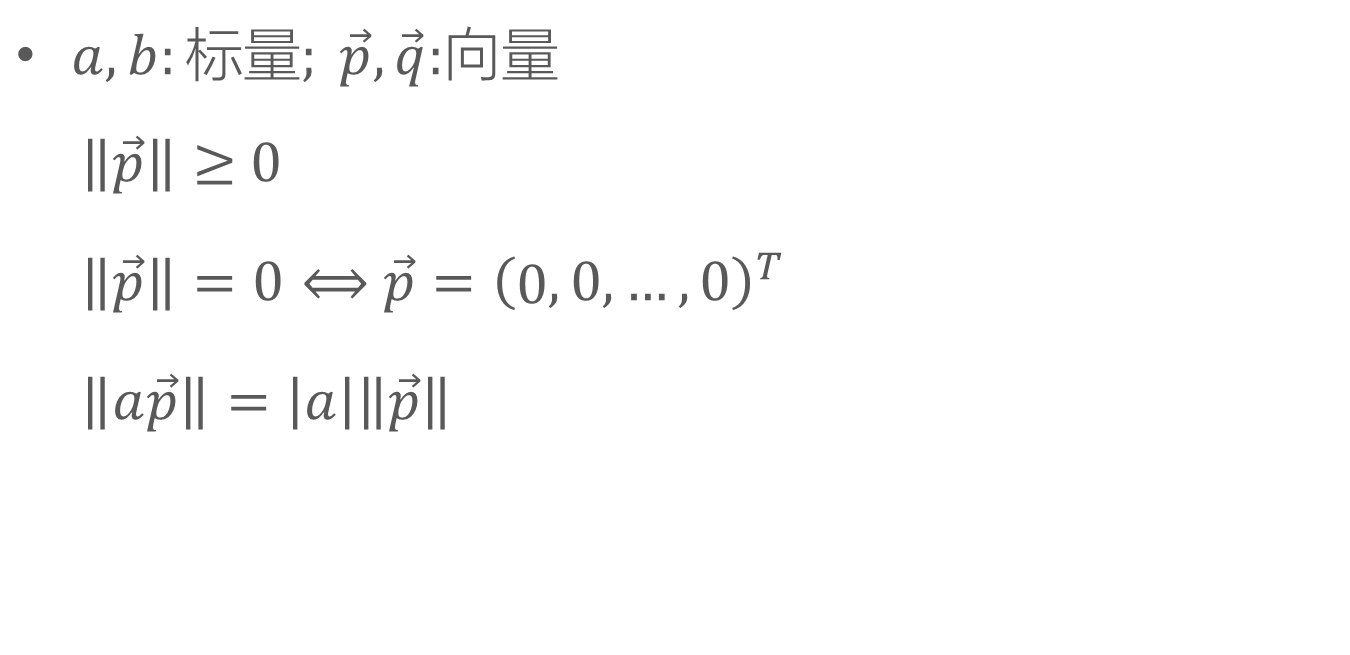 • a, b: 标量; p⃗, q⃗:向量
‖p⃗‖ ≥ 0
‖p⃗‖ = 0 ⟺ p⃗ = (0, 0, … , 0)ᵀ
‖ap⃗‖ = |a|‖p⃗‖